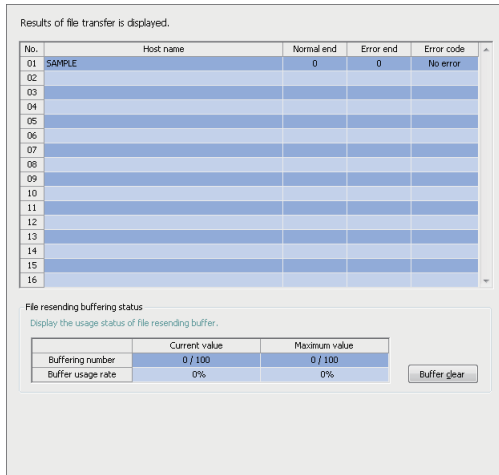 Results of file transfer is displayed.
No. Host name Normal end Error end Error code
01 SAMPLE 0 0 No error
02
03
04
05
06
07
08
09
10
11
12
13
14
15
16
File resending buffering status
Display the usage status of file resending buffer.
Current value Maximum value
Buffering number 0 / 100 0 / 100
Buffer usage rate 0% 0%
Buffer clear